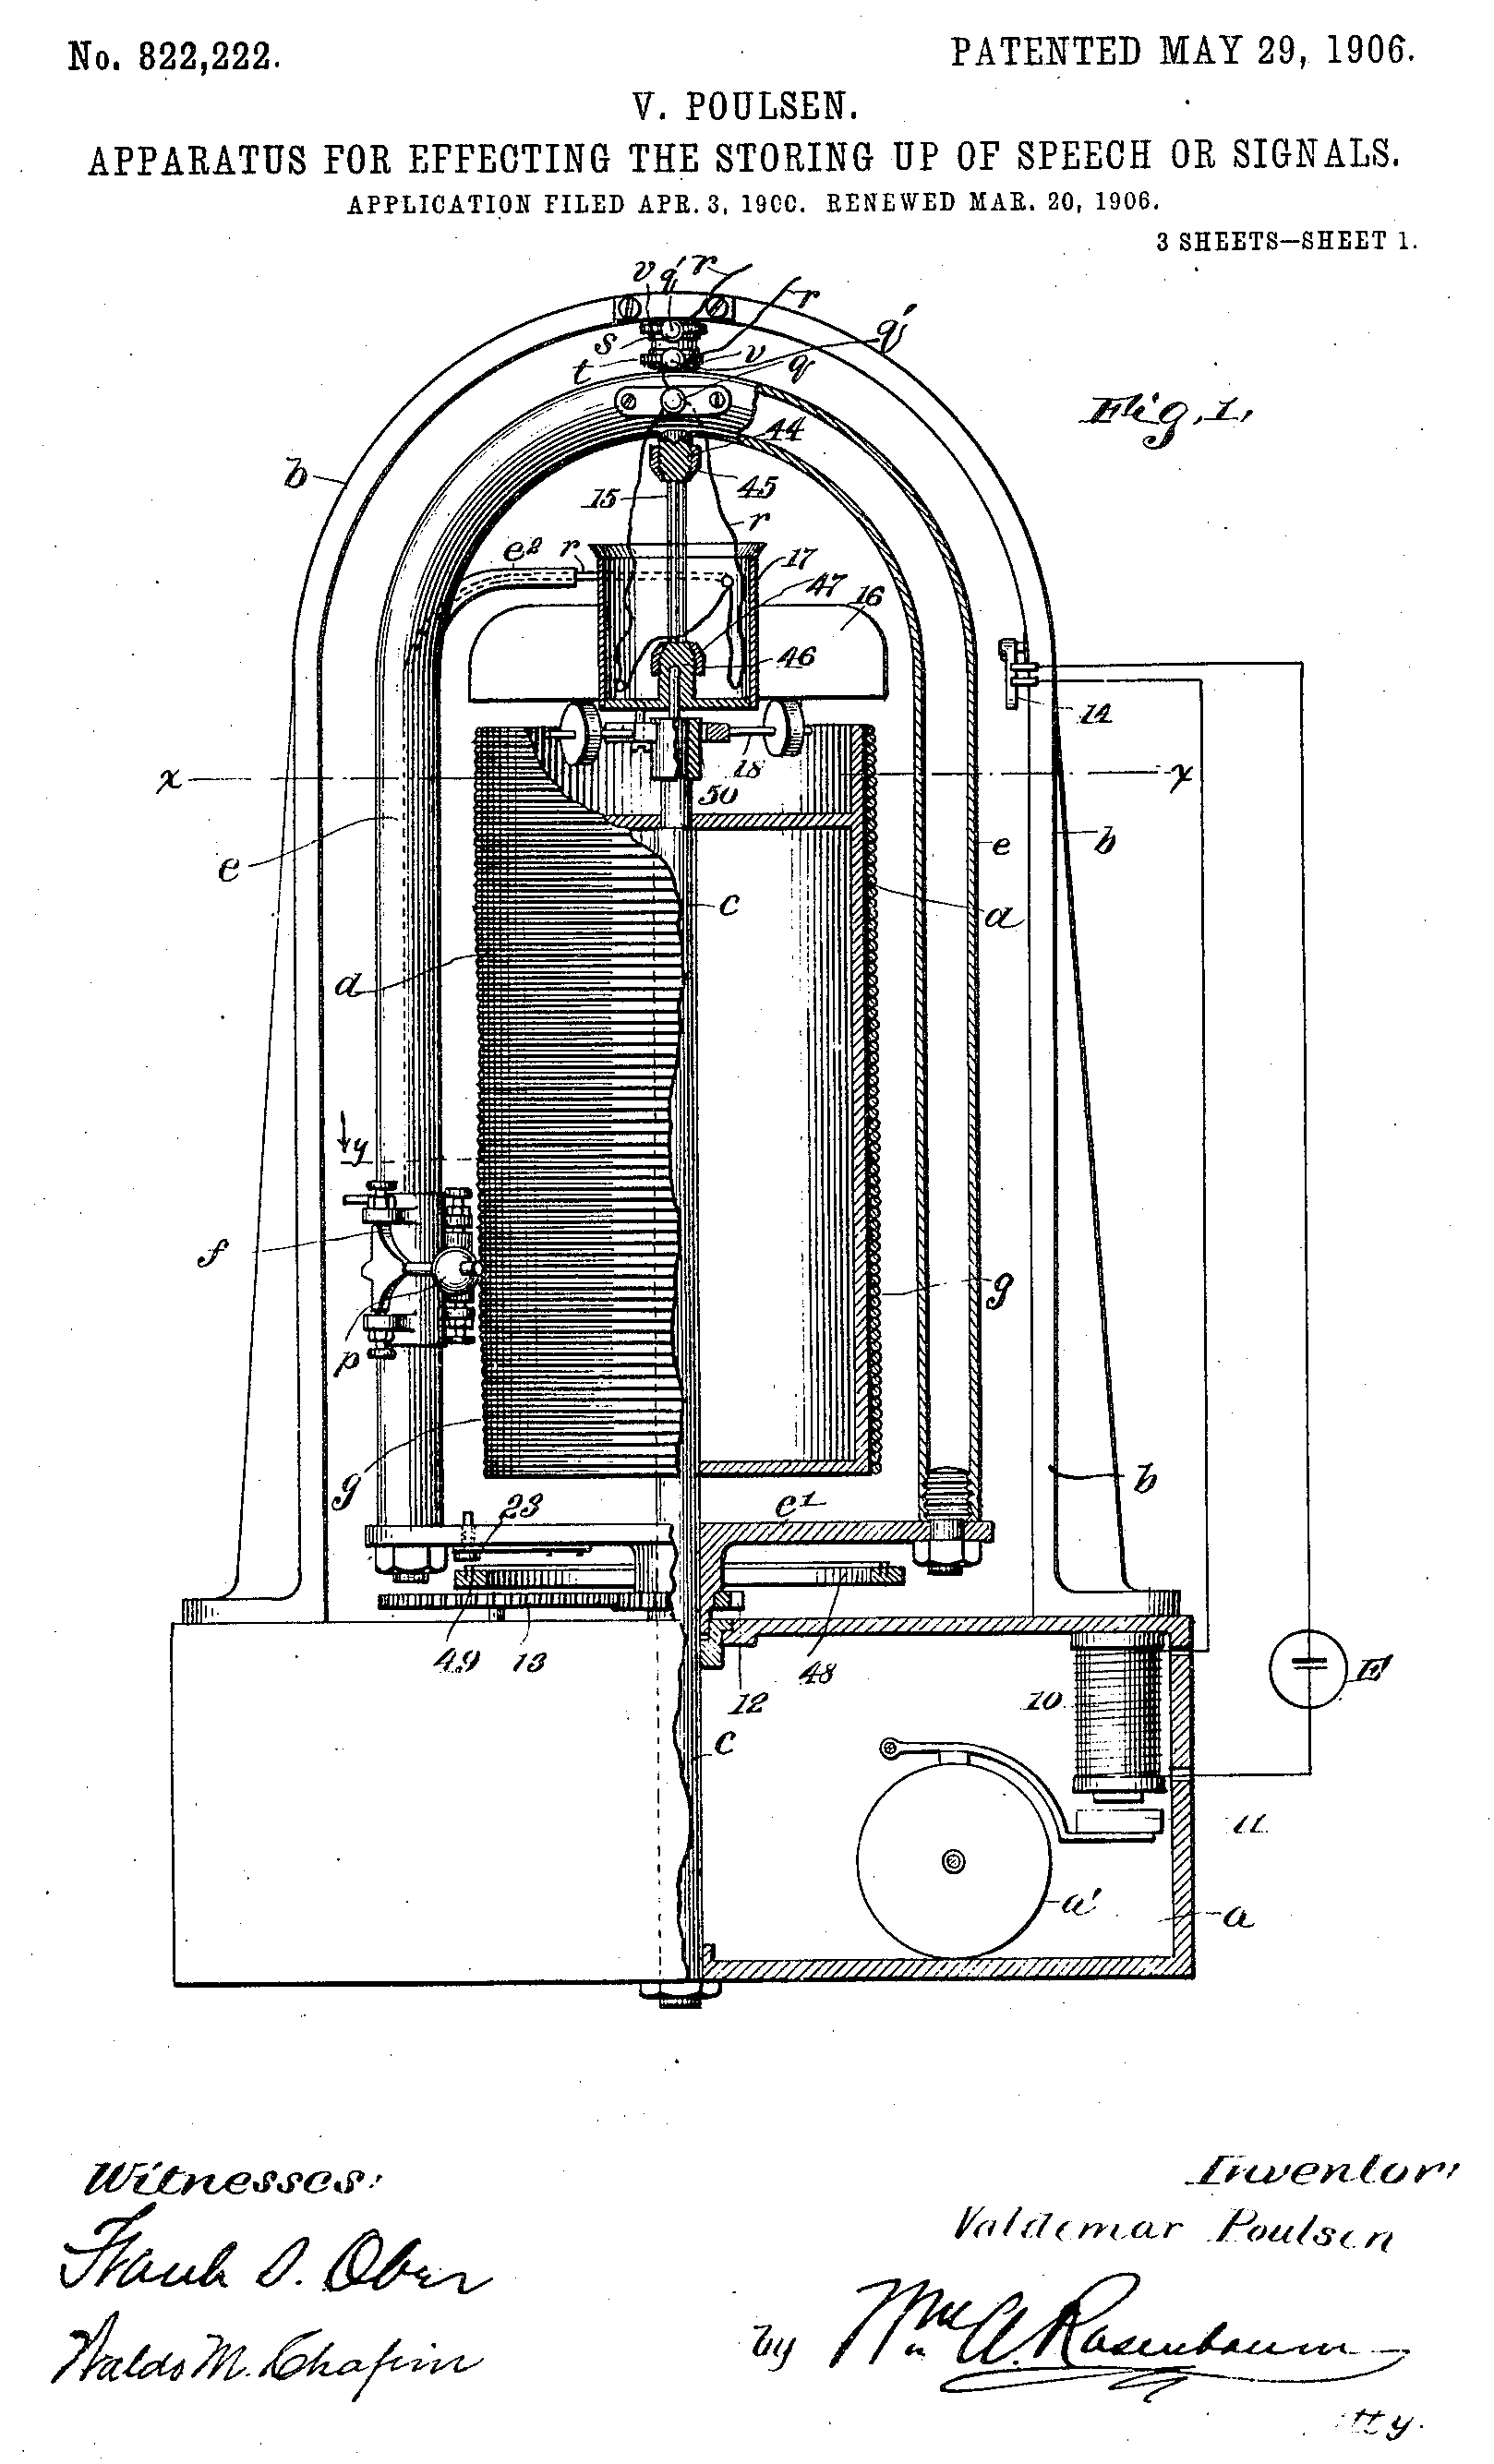 No. 822,222.
PATENTED MAY 29, 1906.
V. POULSEN.
APPARATUS FOR EFFECTING THE STORING UP OF SPEECH OR SIGNALS.
APPLICATION FILED APR. 3, 1900. RENEWED MAR. 20, 1906.
3 SHEETS—SHEET 1.
v q' r
r
s
q'
t
v
q
Fig. 1.
44
b
45
15
r
e² r
17
47
16
46
14
x
18
x
50
e
e
b
c
d
d
y
f
g
p
g
b
23
c¹
49
13
48
12
10
E
c
11
a'
a
Witnesses:
Inventor:
Valdemar Poulsen
Frank S. Ober
by Wm A. Rosenbaum
Waldo M. Chapin
Atty.